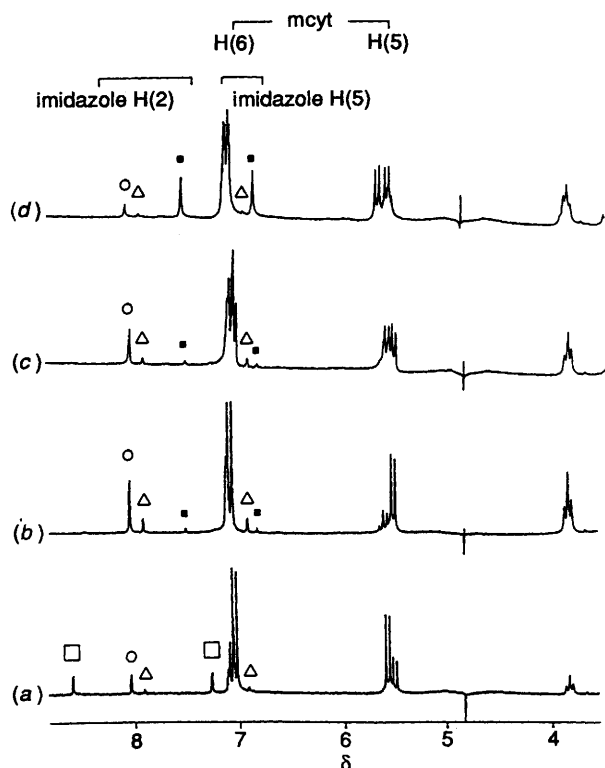 mcyt
H(6) H(5)
imidazole H(2) imidazole H(5)
(d)
(c)
(b)
(a)
8 7 6 5 4
δ